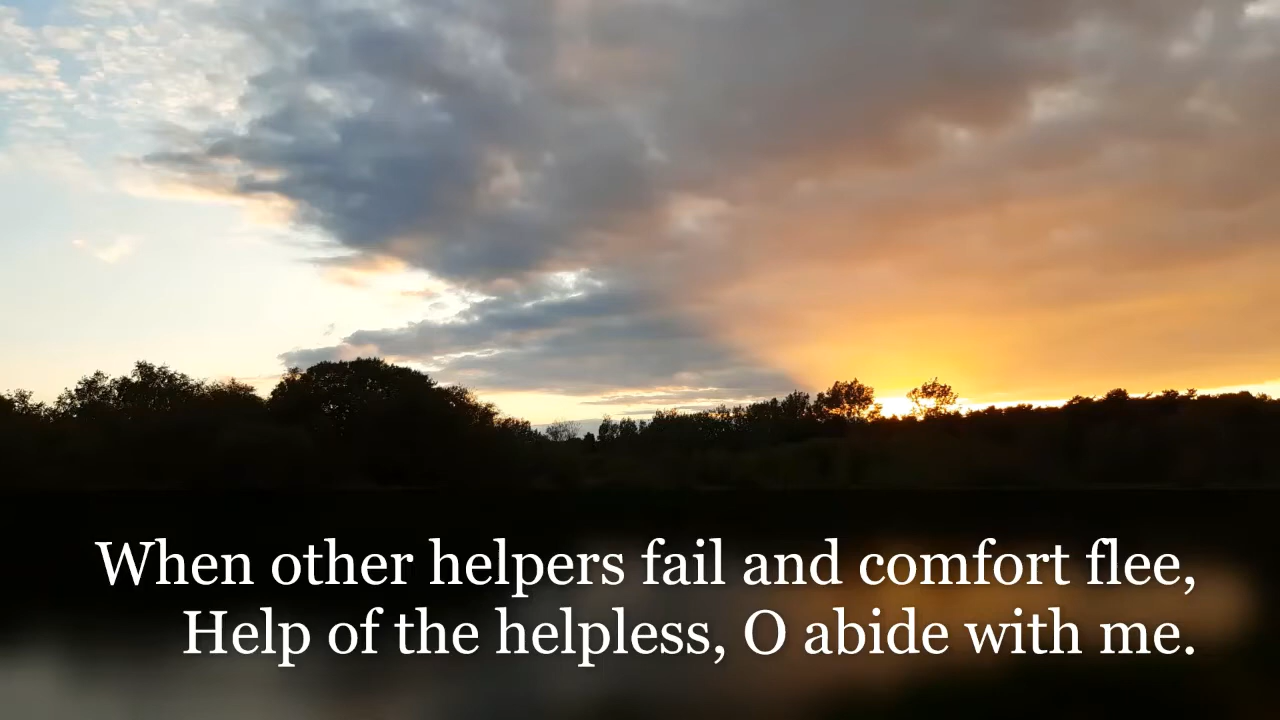 When other helpers fail and comfort flee,
Help of the helpless, O abide with me.